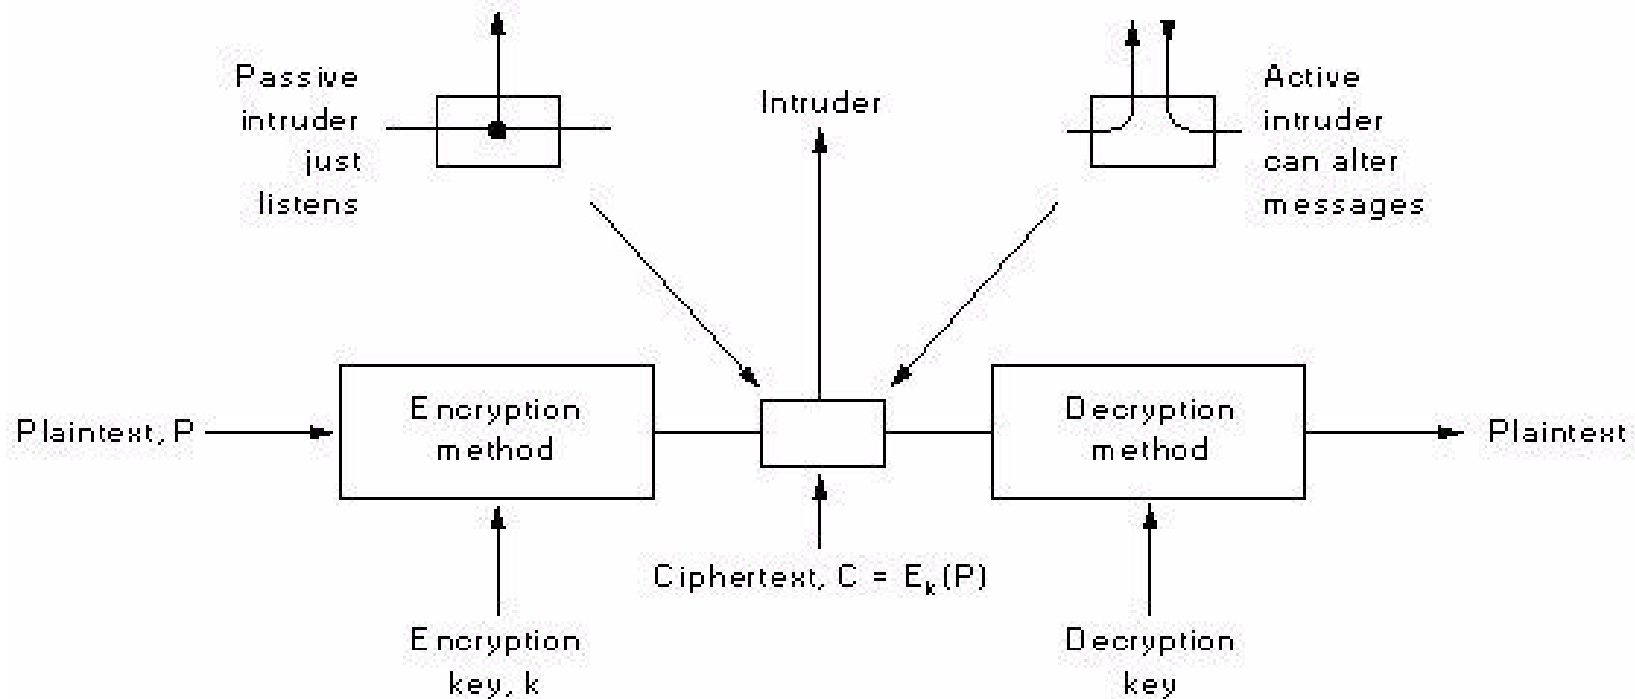 Passive
intruder
just
listens
Intruder
Active
intruder
can alter
messages
Plaintext, P
Encryption
method
Decryption
method
Plaintext
Ciphertext, C = Eₖ(P)
Encryption
key, k
Decryption
key